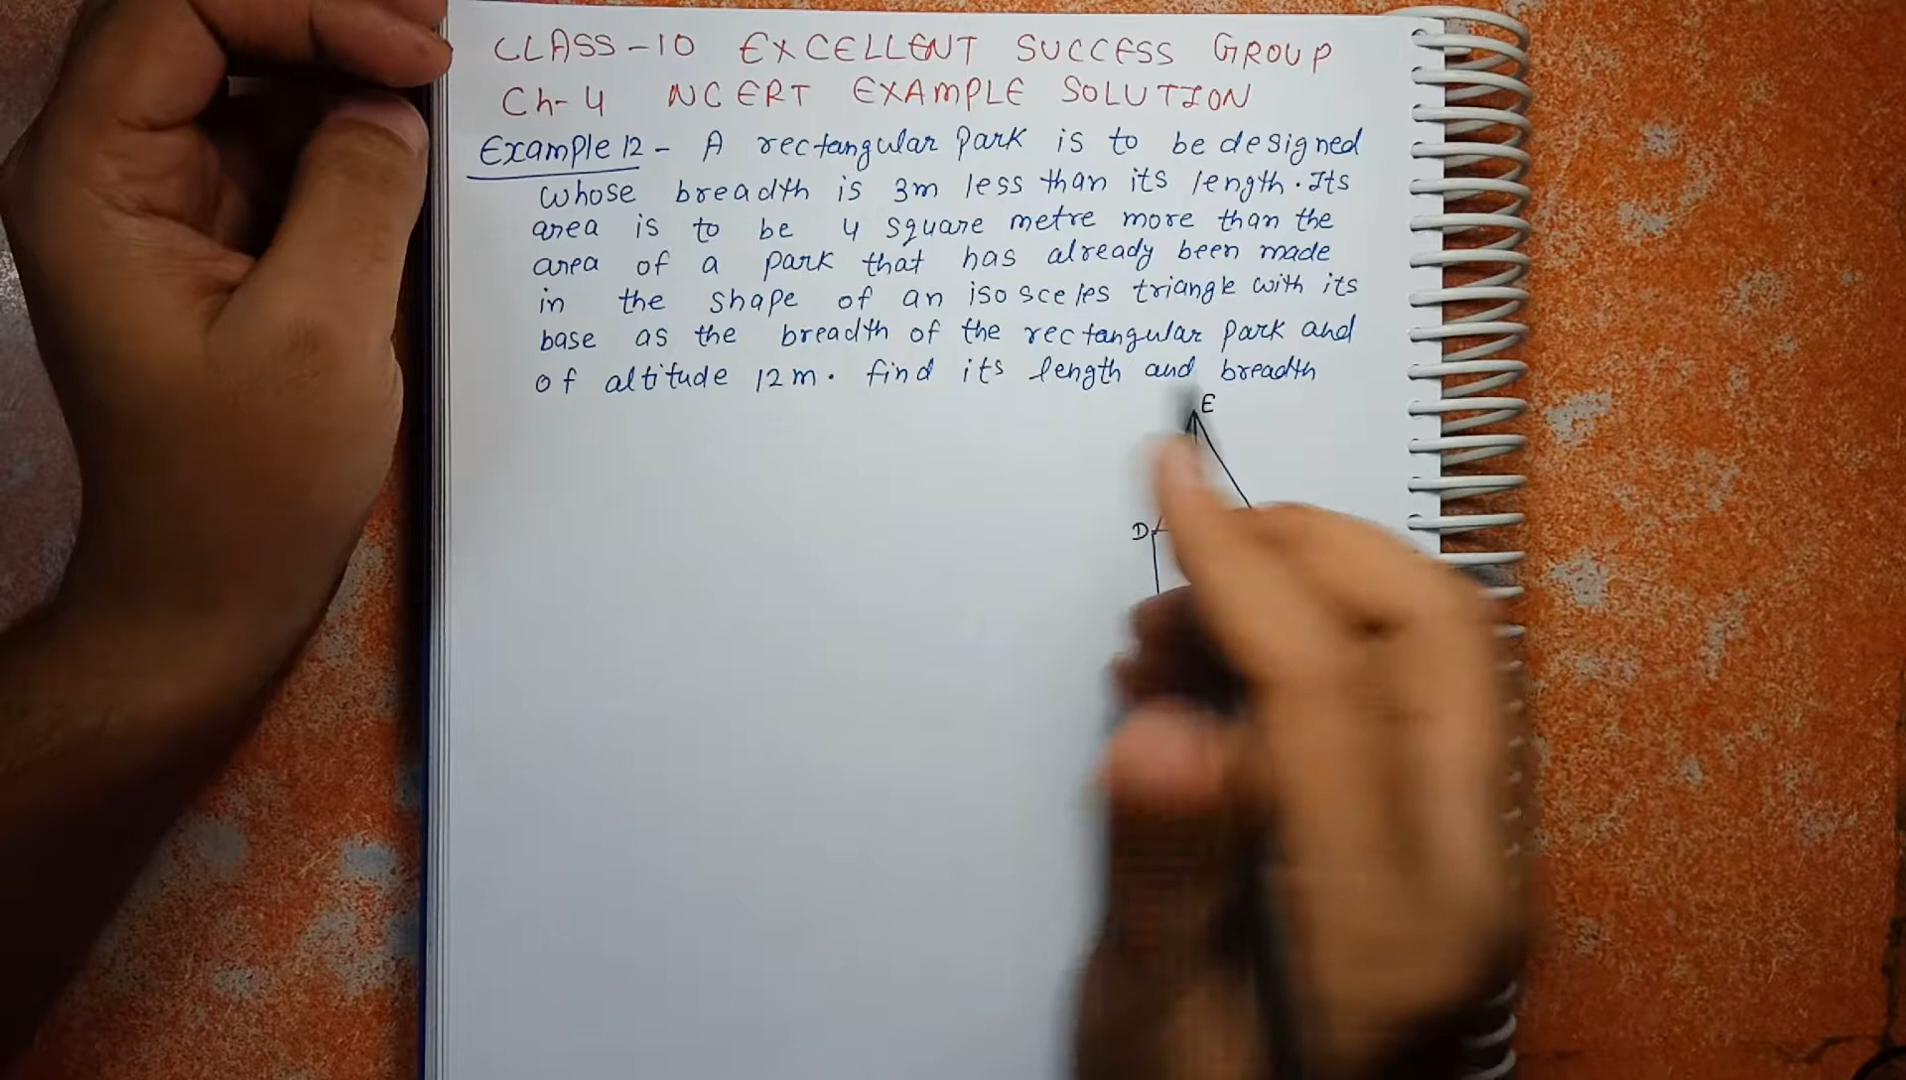 CLASS-10 EXCELLENT SUCCESS GROUP
Ch-4 NCERT EXAMPLE SOLUTION
Example 12 - A rectangular Park is to be designed
whose breadth is 3m less than its length. Its
area is to be 4 square metre more than the
area of a park that has already been made
in the shape of an isosceles triangle with its
base as the breadth of the rectangular park and
of altitude 12m. find its length and breadth
E
D